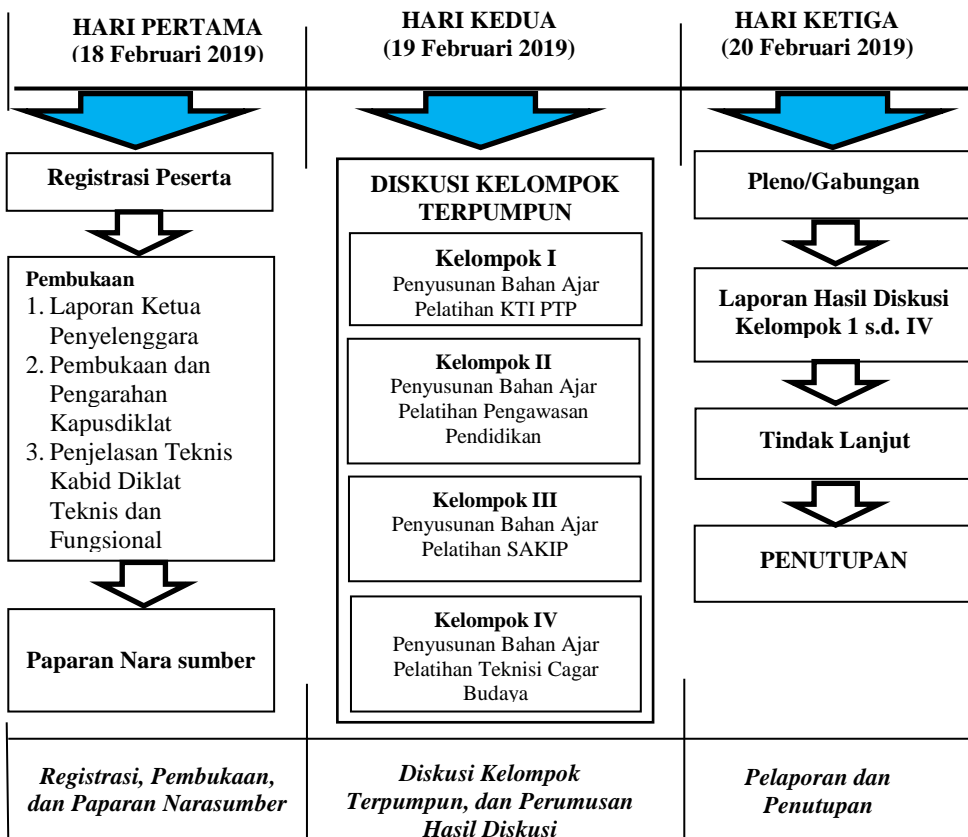 HARI PERTAMA
(18 Februari 2019)
Registrasi Peserta
Pembukaan
1. Laporan Ketua
Penyelenggara
2. Pembukaan dan
Pengarahan
Kapusdiklat
3. Penjelasan Teknis
Kabid Diklat
Teknis dan
Fungsional
Paparan Nara sumber
Registrasi, Pembukaan,
dan Paparan Narasumber
HARI KEDUA
(19 Februari 2019)
DISKUSI KELOMPOK
TERPUMPUN
Kelompok I
Penyusunan Bahan Ajar
Pelatihan KTI PTP
Kelompok II
Penyusunan Bahan Ajar
Pelatihan Pengawasan
Pendidikan
Kelompok III
Penyusunan Bahan Ajar
Pelatihan SAKIP
Kelompok IV
Penyusunan Bahan Ajar
Pelatihan Teknisi Cagar
Budaya
Diskusi Kelompok
Terpumpun, dan Perumusan
Hasil Diskusi
HARI KETIGA
(20 Februari 2019)
Pleno/Gabungan
Laporan Hasil Diskusi
Kelompok 1 s.d. IV
Tindak Lanjut
PENUTUPAN
Pelaporan dan
Penutupan